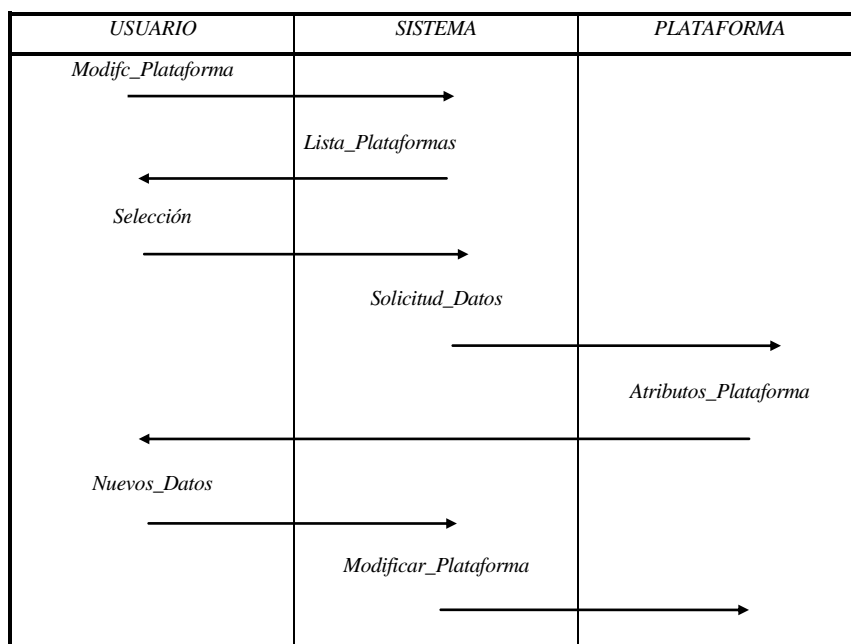 USUARIO SISTEMA PLATAFORMA
Modifc_Plataforma
Lista_Plataformas
Selección
Solicitud_Datos
Atributos_Plataforma
Nuevos_Datos
Modificar_Plataforma